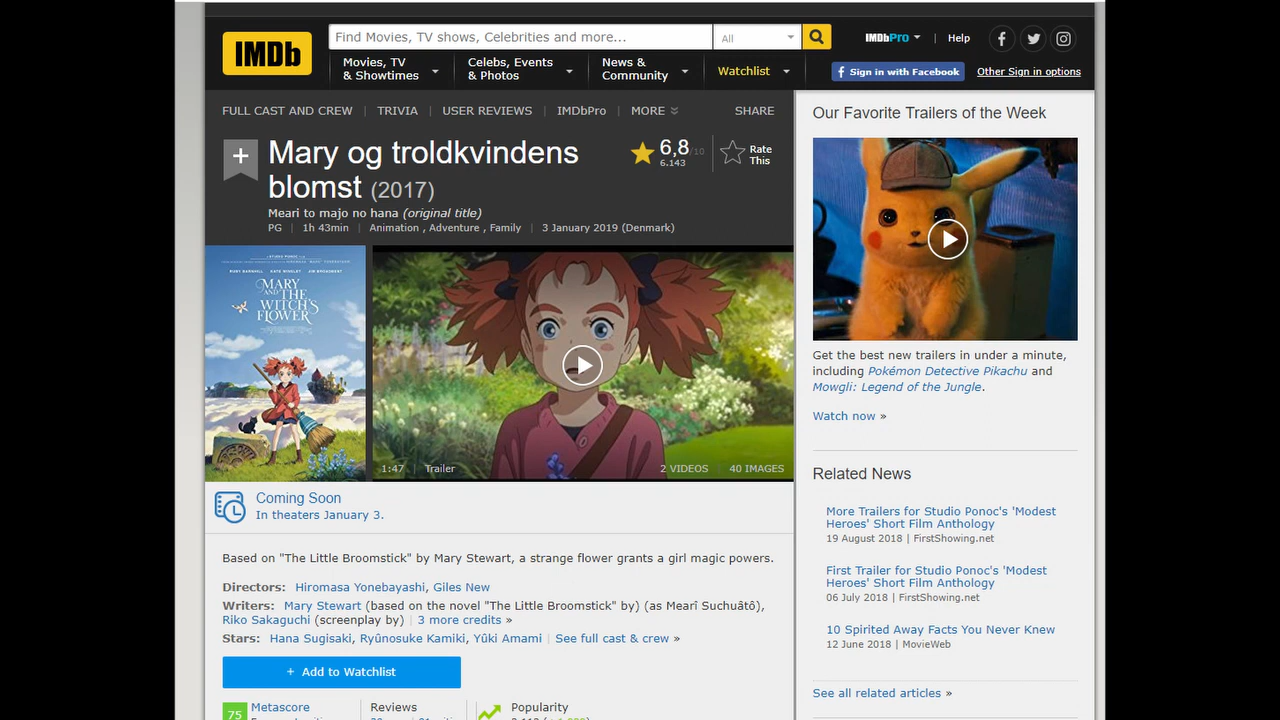 IMDb
Find Movies, TV shows, Celebrities and more...
All
IMDbPro
Help
Movies, TV
& Showtimes
Celebs, Events
& Photos
News &
Community
Watchlist
Sign in with Facebook
Other Sign in options
FULL CAST AND CREW | TRIVIA | USER REVIEWS | IMDbPro | MORE
SHARE
Mary og troldkvindens
blomst (2017)
6,8/10
6.143
Rate
This
Meari to majo no hana (original title)
PG | 1h 43min | Animation , Adventure , Family | 3 January 2019 (Denmark)
RUBY BARNHILL KATE WINSLET JIM BROADBENT
MARY
AND THE
WITCH'S
FLOWER
1:47 | Trailer
2 VIDEOS | 40 IMAGES
Coming Soon
In theaters January 3.
Based on "The Little Broomstick" by Mary Stewart, a strange flower grants a girl magic powers.
Directors: Hiromasa Yonebayashi, Giles New
Writers: Mary Stewart (based on the novel "The Little Broomstick" by) (as Mearî Suchuâtô),
Riko Sakaguchi (screenplay by) | 3 more credits »
Stars: Hana Sugisaki, Ryûnosuke Kamiki, Yûki Amami | See full cast & crew »
+ Add to Watchlist
75
Metascore
Reviews
Popularity
Our Favorite Trailers of the Week
Get the best new trailers in under a minute,
including Pokémon Detective Pikachu and
Mowgli: Legend of the Jungle.
Watch now »
Related News
More Trailers for Studio Ponoc's 'Modest
Heroes' Short Film Anthology
19 August 2018 | FirstShowing.net
First Trailer for Studio Ponoc's 'Modest
Heroes' Short Film Anthology
06 July 2018 | FirstShowing.net
10 Spirited Away Facts You Never Knew
12 June 2018 | MovieWeb
See all related articles »